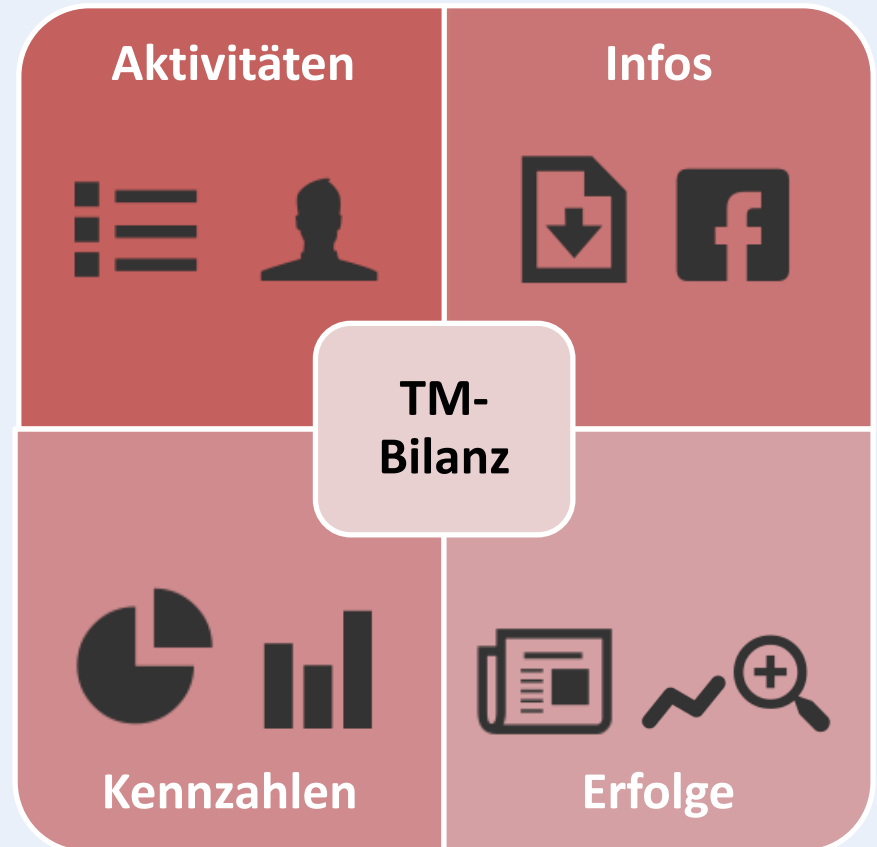 Aktivitäten
Infos
TM-
Bilanz
Kennzahlen
Erfolge